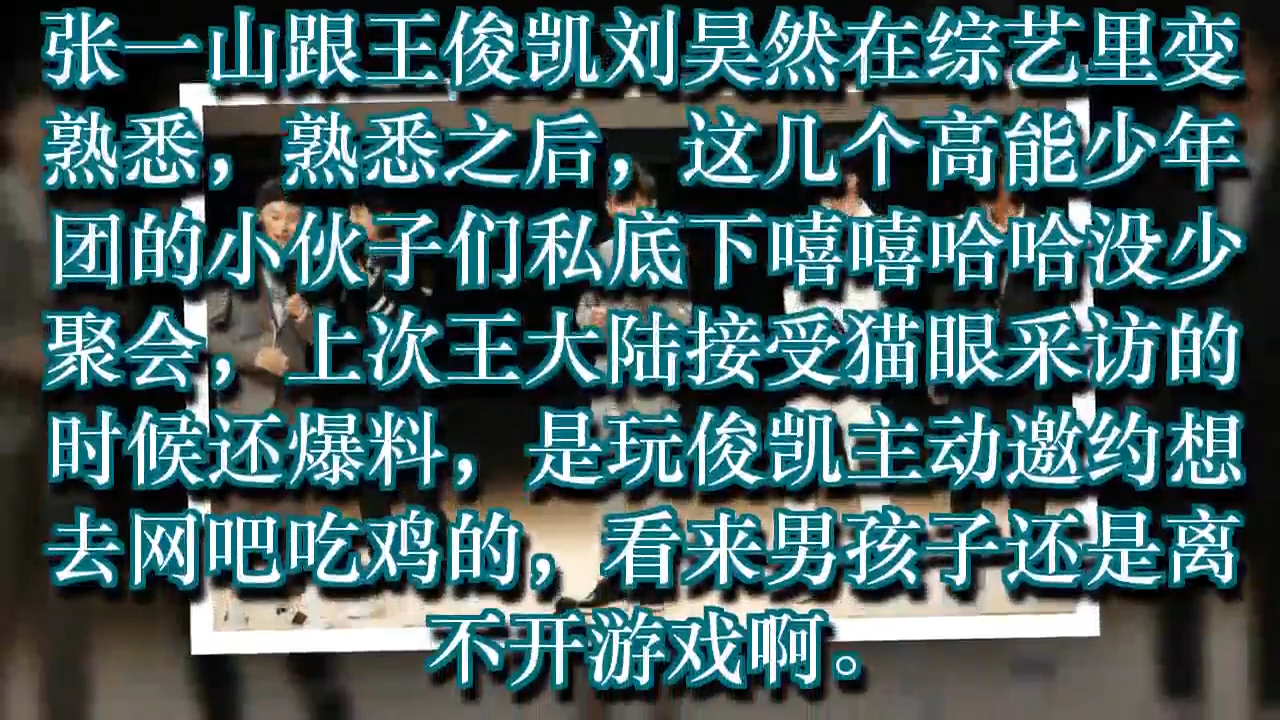 张一山跟王俊凯刘昊然在综艺里变
熟悉，熟悉之后，这几个高能少年
团的小伙子们私底下嘻嘻哈哈没少
聚会，上次王大陆接受猫眼采访的
时候还爆料，是玩俊凯主动邀约想
去网吧吃鸡的，看来男孩子还是离
不开游戏啊。